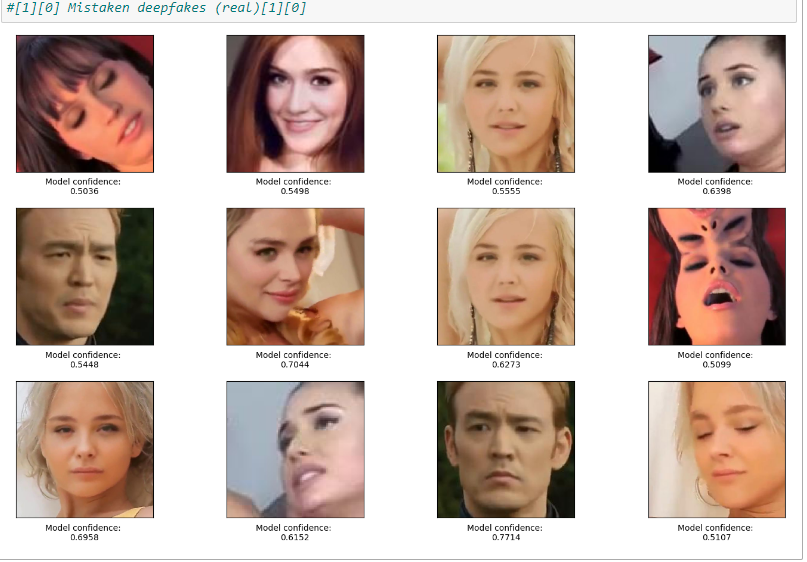 #[1][0] Mistaken deepfakes (real)[1][0]
Model confidence:
0.5036
Model confidence:
0.5498
Model confidence:
0.5555
Model confidence:
0.6398
Model confidence:
0.5448
Model confidence:
0.7044
Model confidence:
0.6273
Model confidence:
0.5099
Model confidence:
0.6958
Model confidence:
0.6152
Model confidence:
0.7714
Model confidence:
0.5107